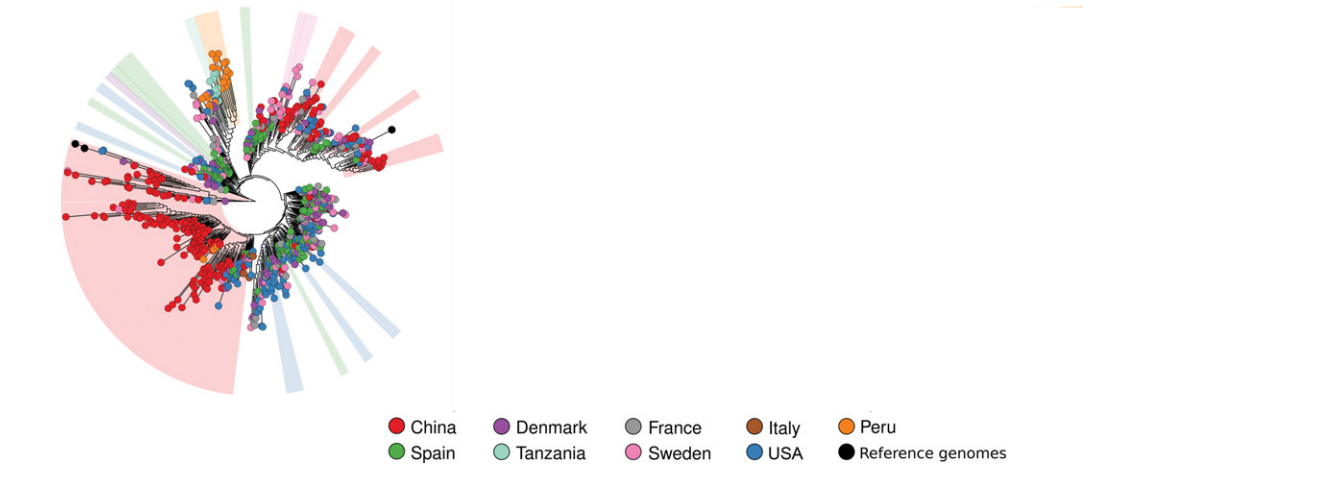 China Denmark France Italy Peru
Spain Tanzania Sweden USA Reference genomes